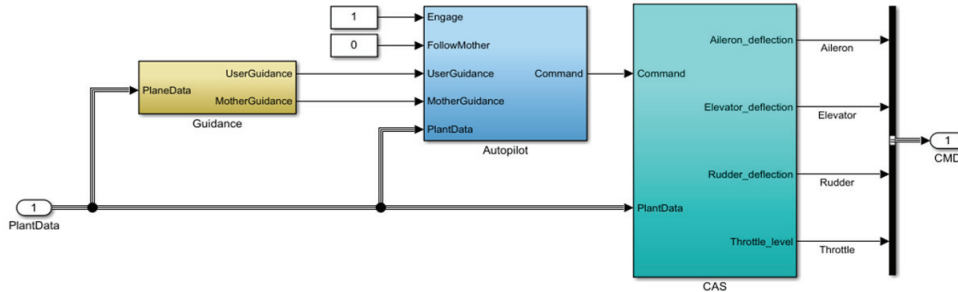 1
Engage
0
FollowMother
PlaneData
UserGuidance
MotherGuidance
Guidance
UserGuidance
MotherGuidance
PlantData
Command
Autopilot
Command
PlantData
Aileron_deflection
Elevator_deflection
Rudder_deflection
Throttle_level
CAS
Aileron
Elevator
Rudder
Throttle
1
CMD
1
PlantData